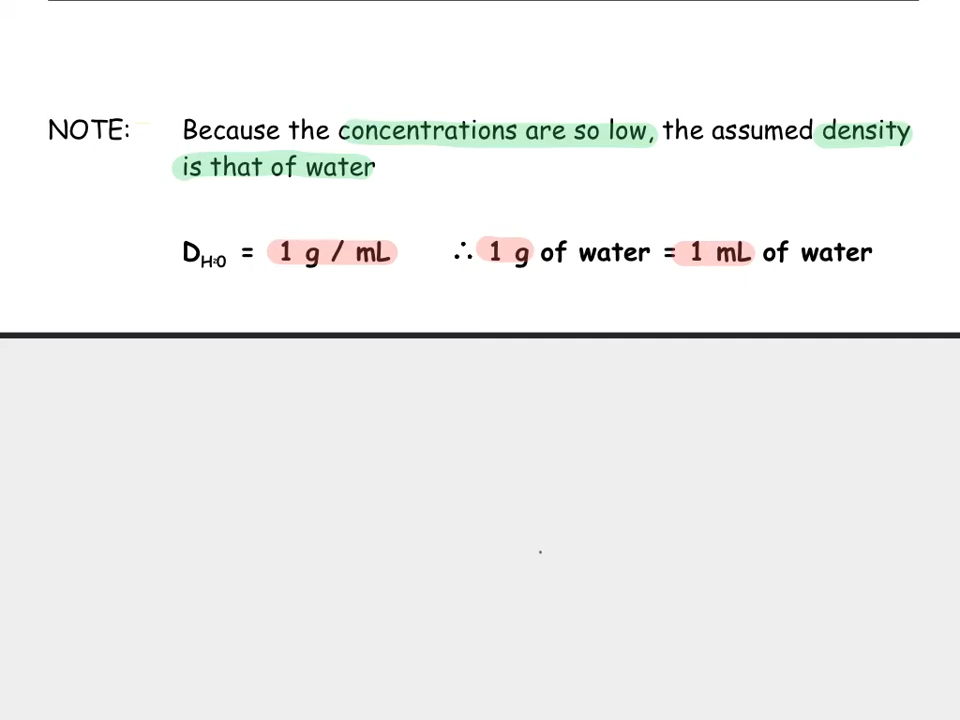 NOTE: Because the concentrations are so low, the assumed density
is that of water
D H₂O = 1 g / mL ∴ 1 g of water = 1 mL of water